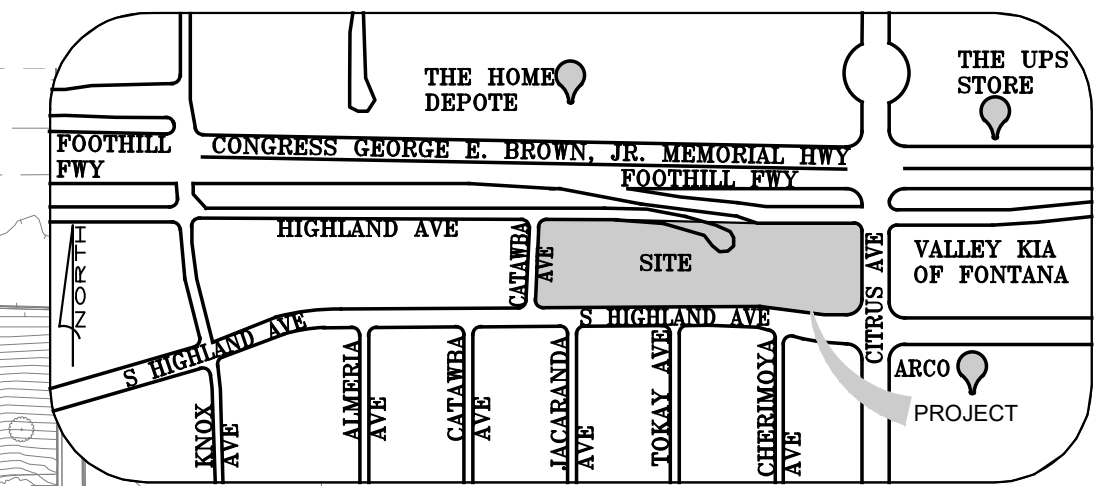 THE UPS
STORE
THE HOME
DEPOTE
FOOTHILL
FWY
CONGRESS GEORGE E. BROWN, JR. MEMORIAL HWY
FOOTHILL FWY
HIGHLAND AVE
CATAWBA
AVE
SITE
CITRUS AVE
VALLEY KIA
OF FONTANA
NORTH
S HIGHLAND AVE
S HIGHLAND AVE
ARCO
PROJECT
KNOX
AVE
ALMERIA
AVE
CATAWBA
AVE
JACARANDA
AVE
TOKAY AVE
CHERIMOYA
AVE